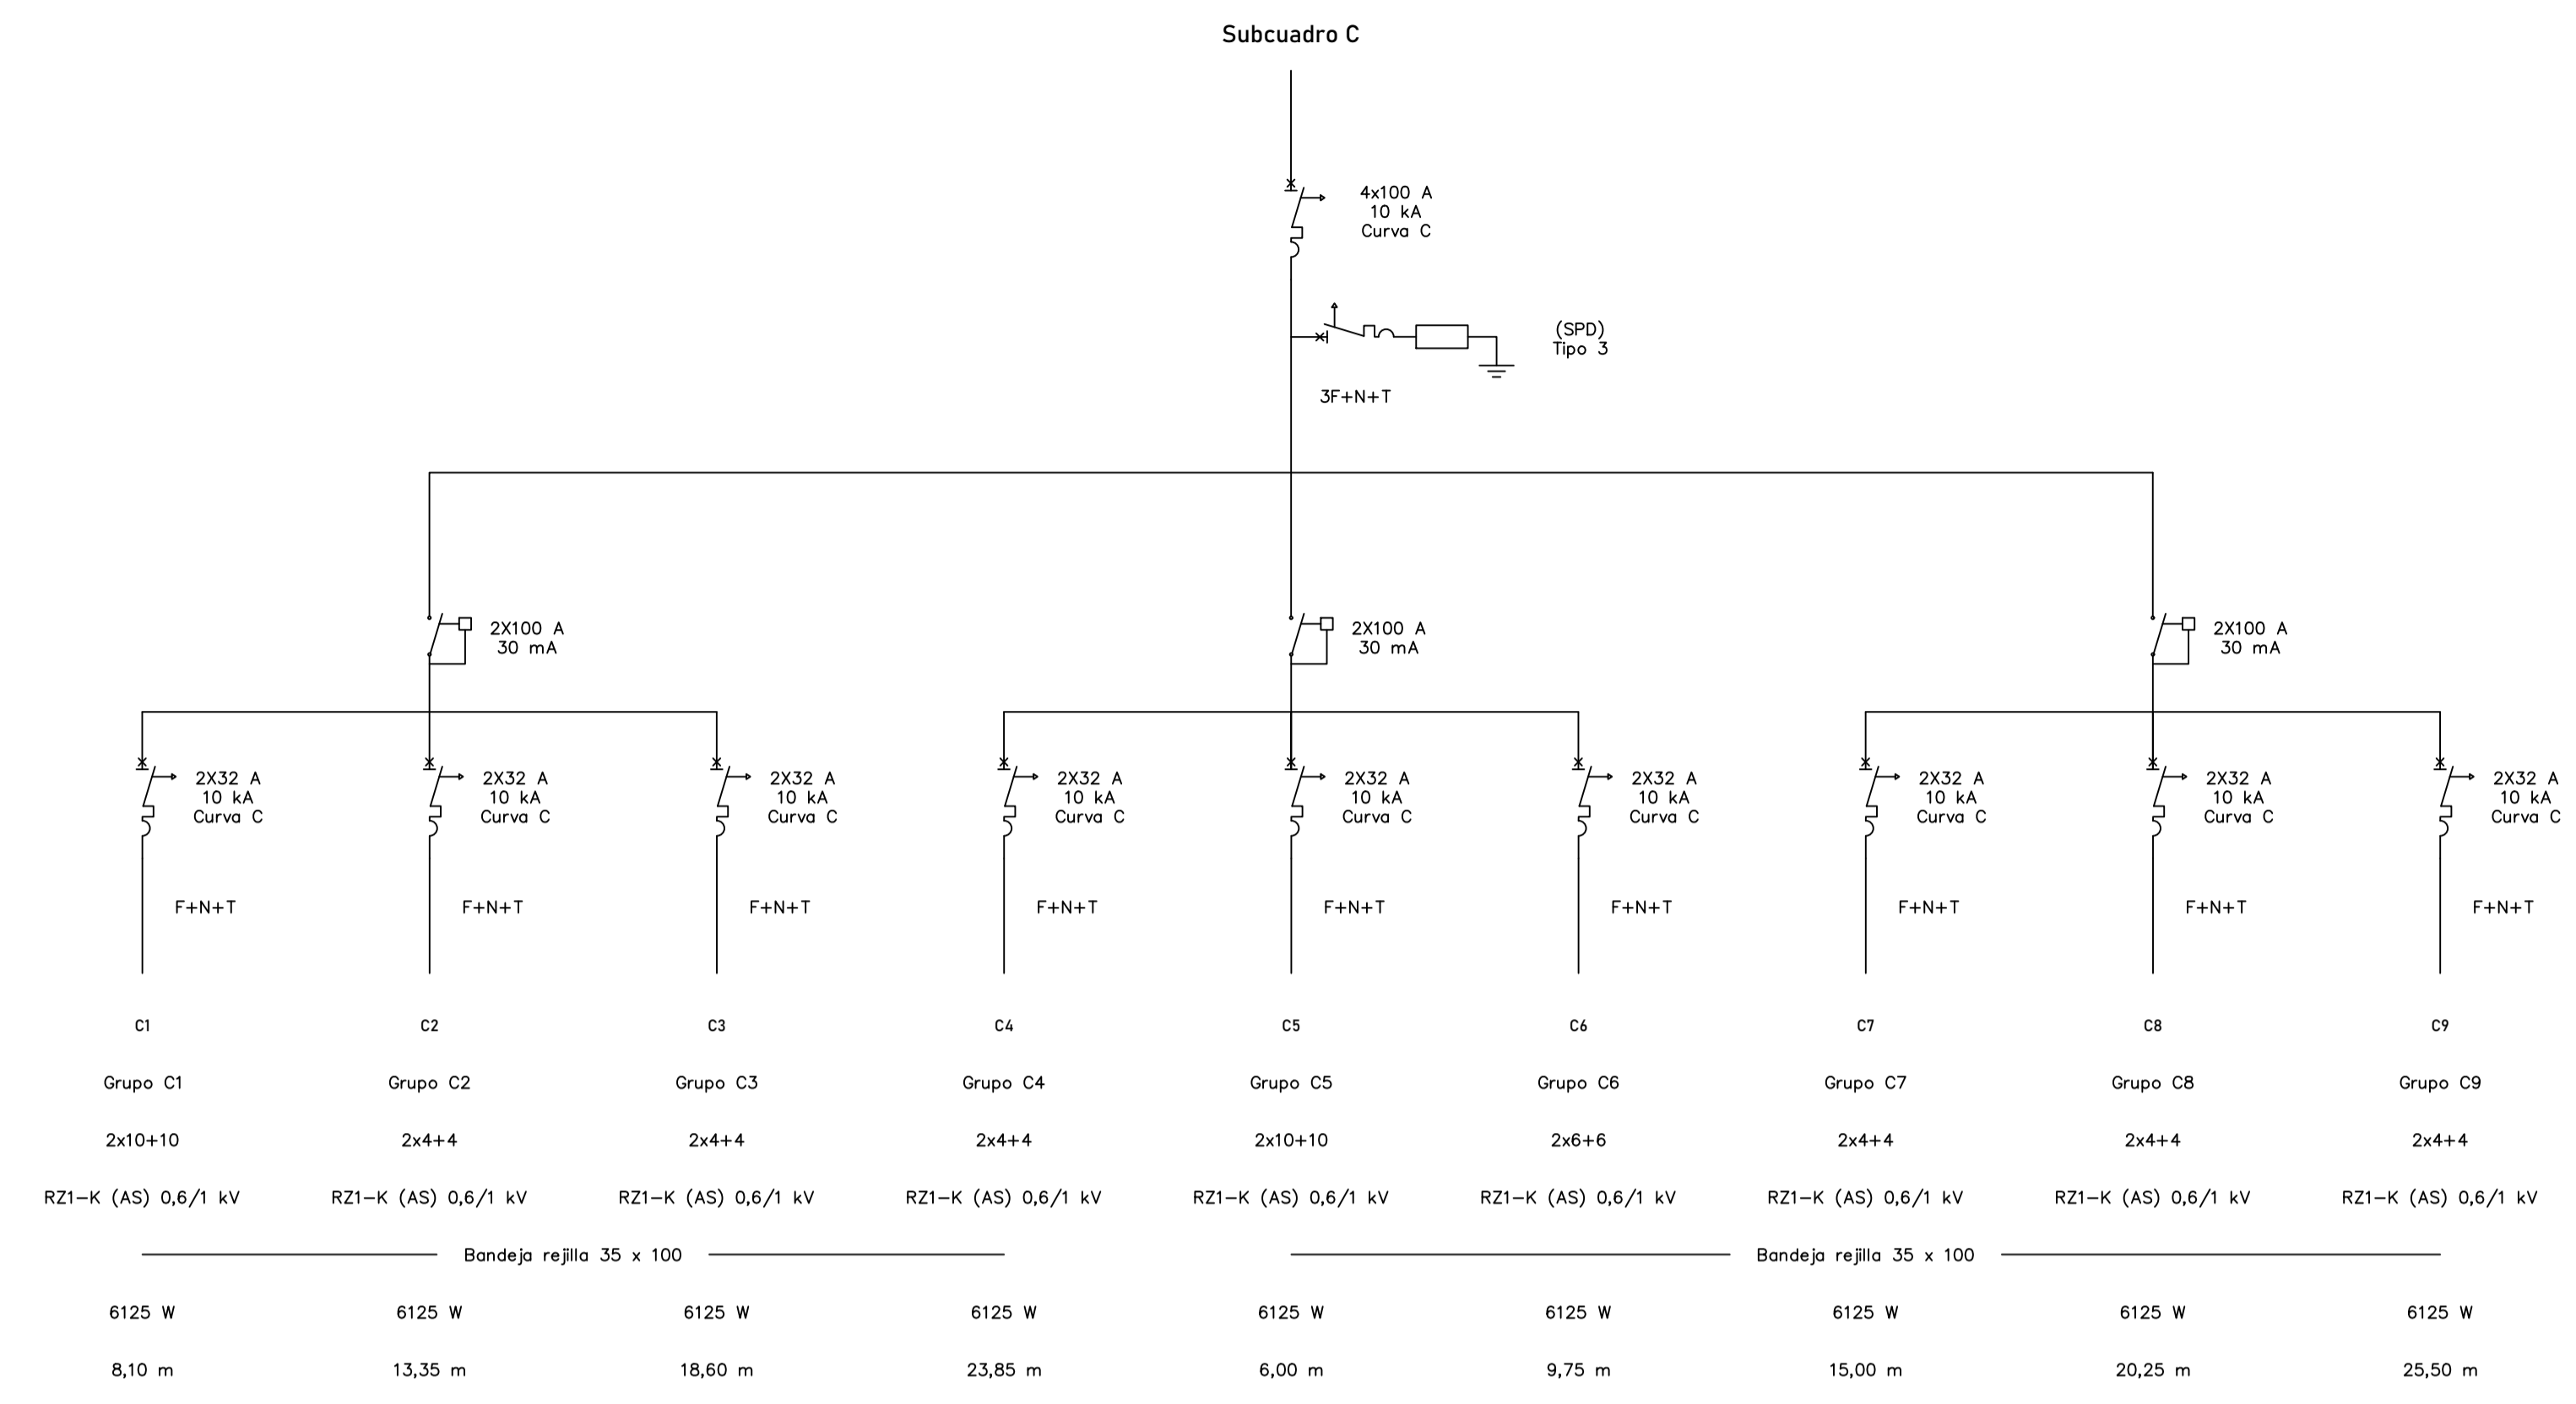 Subcuadro C
4x100 A
10 kA
Curva C
(SPD)
Tipo 3
3F+N+T
2X100 A
30 mA
2X100 A
30 mA
2X100 A
30 mA
2X32 A
10 kA
Curva C
2X32 A
10 kA
Curva C
2X32 A
10 kA
Curva C
2X32 A
10 kA
Curva C
2X32 A
10 kA
Curva C
2X32 A
10 kA
Curva C
2X32 A
10 kA
Curva C
2X32 A
10 kA
Curva C
2X32 A
10 kA
Curva C
F+N+T F+N+T F+N+T F+N+T F+N+T F+N+T F+N+T F+N+T F+N+T
C1 C2 C3 C4 C5 C6 C7 C8 C9
Grupo C1 Grupo C2 Grupo C3 Grupo C4 Grupo C5 Grupo C6 Grupo C7 Grupo C8 Grupo C9
2x10+10 2x4+4 2x4+4 2x4+4 2x10+10 2x6+6 2x4+4 2x4+4 2x4+4
RZ1-K (AS) 0,6/1 kV RZ1-K (AS) 0,6/1 kV RZ1-K (AS) 0,6/1 kV RZ1-K (AS) 0,6/1 kV RZ1-K (AS) 0,6/1 kV RZ1-K (AS) 0,6/1 kV RZ1-K (AS) 0,6/1 kV RZ1-K (AS) 0,6/1 kV RZ1-K (AS) 0,6/1 kV
Bandeja rejilla 35 x 100 Bandeja rejilla 35 x 100
6125 W 6125 W 6125 W 6125 W 6125 W 6125 W 6125 W 6125 W 6125 W
8,10 m 13,35 m 18,60 m 23,85 m 6,00 m 9,75 m 15,00 m 20,25 m 25,50 m